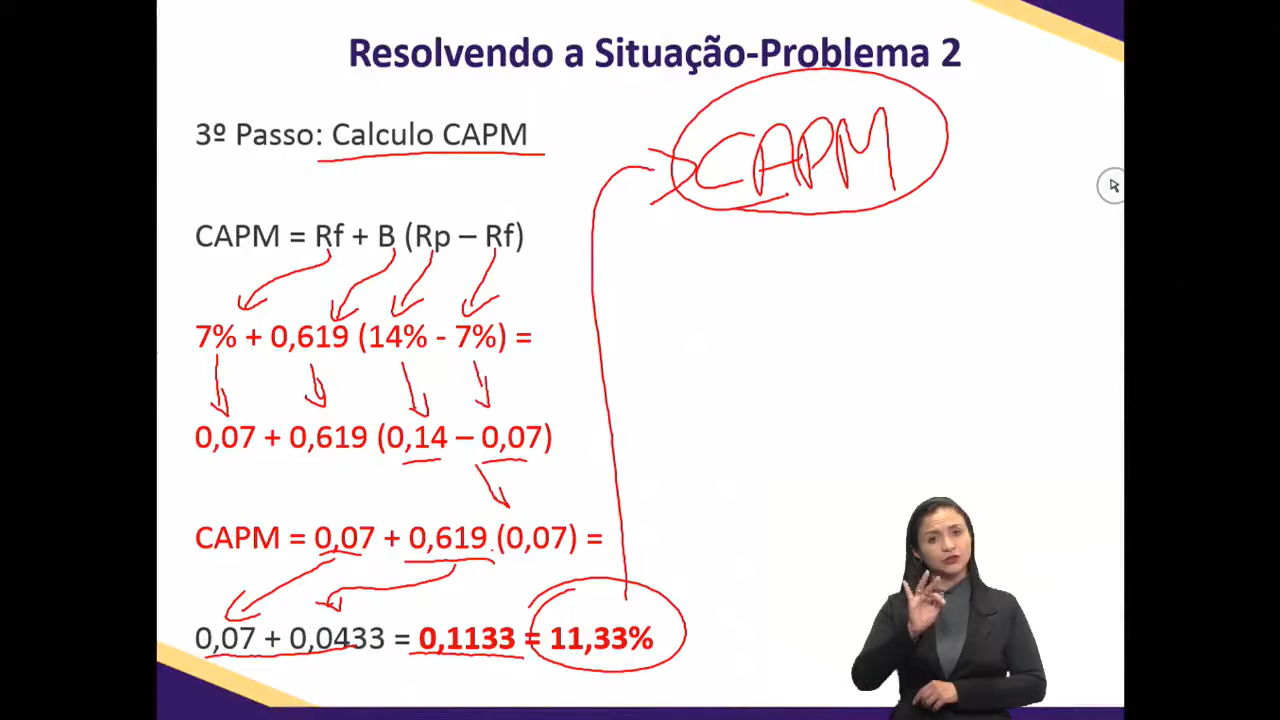 Resolvendo a Situação-Problema 2
3º Passo: Calculo CAPM
CAPM
CAPM = Rf + B (Rp – Rf)
7% + 0,619 (14% - 7%) =
0,07 + 0,619 (0,14 – 0,07)
CAPM = 0,07 + 0,619 (0,07) =
0,07 + 0,0433 = 0,1133 = 11,33%